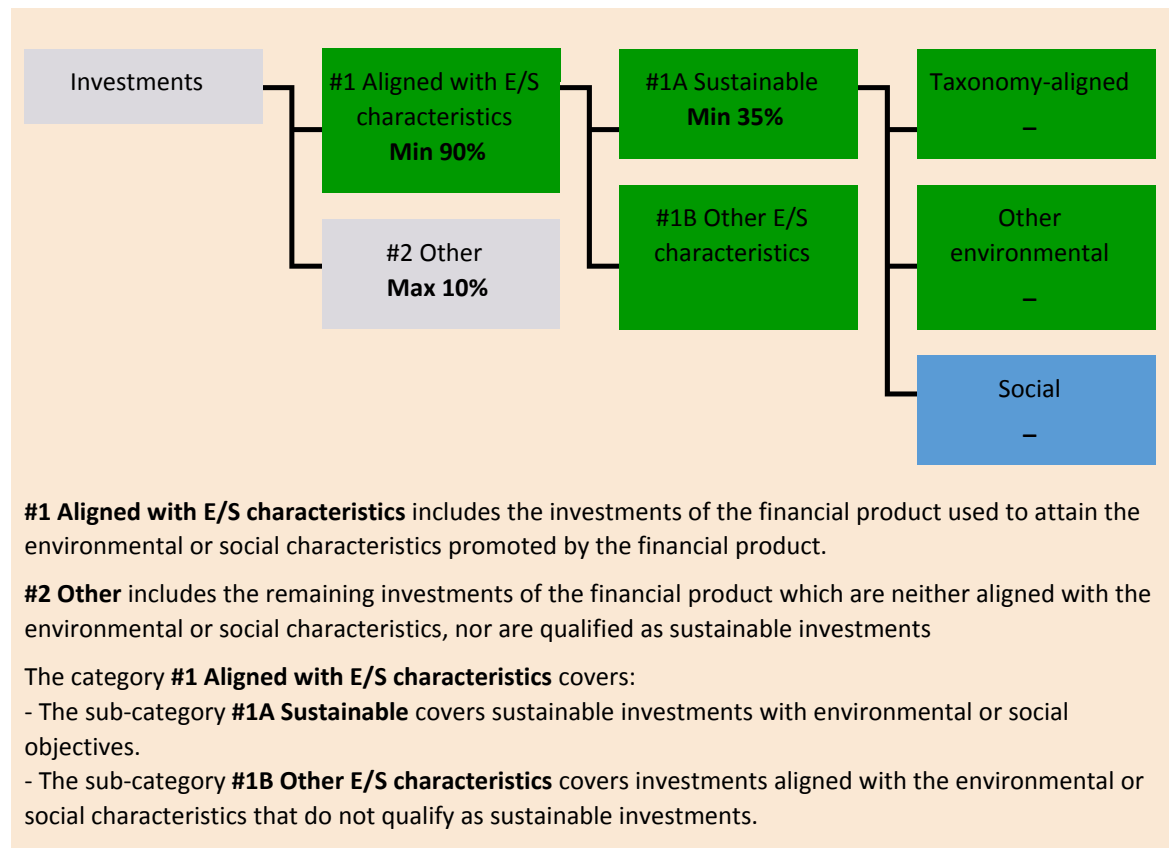 Investments
#1 Aligned with E/S
characteristics
Min 90%
#2 Other
Max 10%
#1A Sustainable
Min 35%
#1B Other E/S
characteristics
Taxonomy-aligned
–
Other
environmental
–
Social
–
#1 Aligned with E/S characteristics includes the investments of the financial product used to attain the
environmental or social characteristics promoted by the financial product.
#2 Other includes the remaining investments of the financial product which are neither aligned with the
environmental or social characteristics, nor are qualified as sustainable investments
The category #1 Aligned with E/S characteristics covers:
- The sub-category #1A Sustainable covers sustainable investments with environmental or social
objectives.
- The sub-category #1B Other E/S characteristics covers investments aligned with the environmental or
social characteristics that do not qualify as sustainable investments.